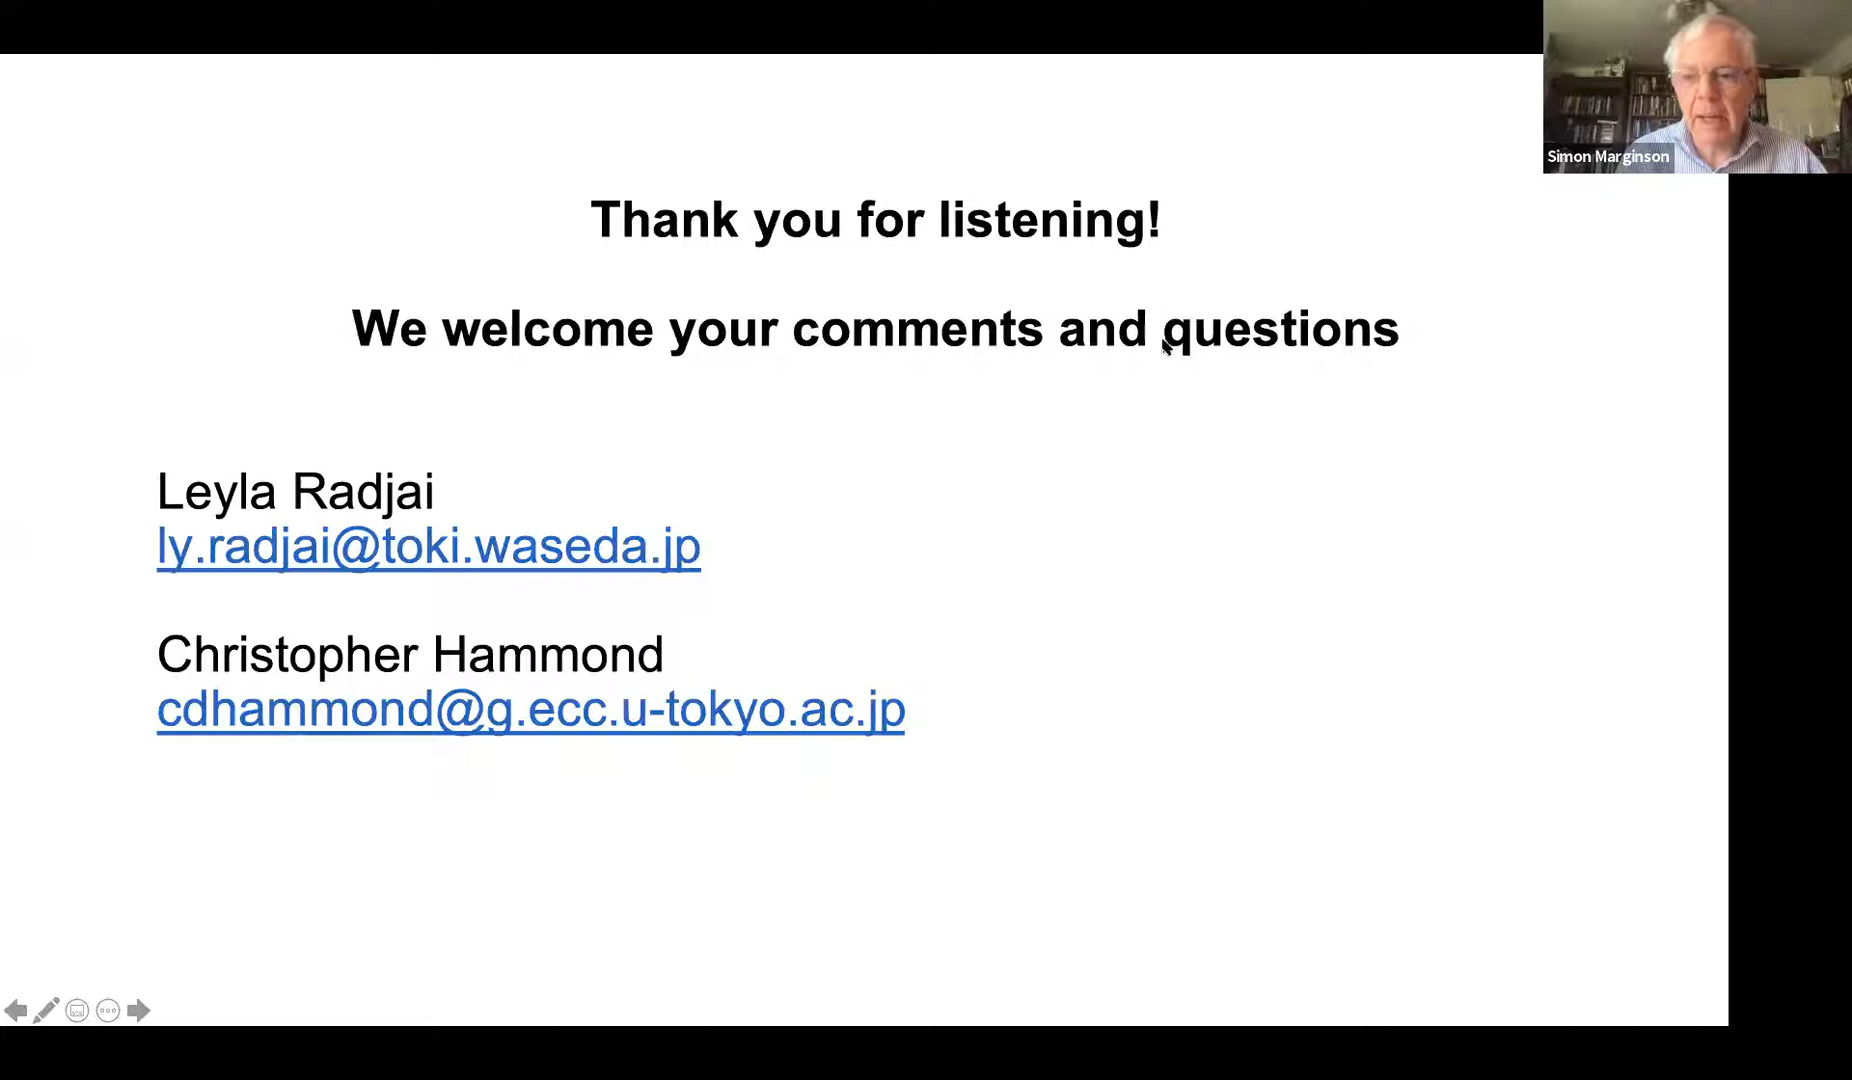 Simon Marginson
Thank you for listening!
We welcome your comments and questions
Leyla Radjai
ly.radjai@toki.waseda.jp
Christopher Hammond
cdhammond@g.ecc.u-tokyo.ac.jp